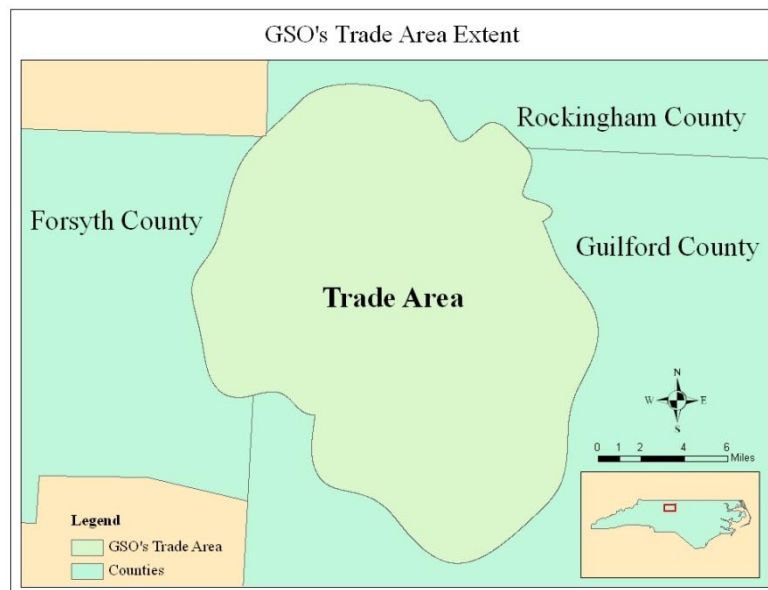 GSO's Trade Area Extent
Rockingham County
Forsyth County
Guilford County
Trade Area
N
W E
S
0 1 2 4 6
Miles
Legend
GSO's Trade Area
Counties